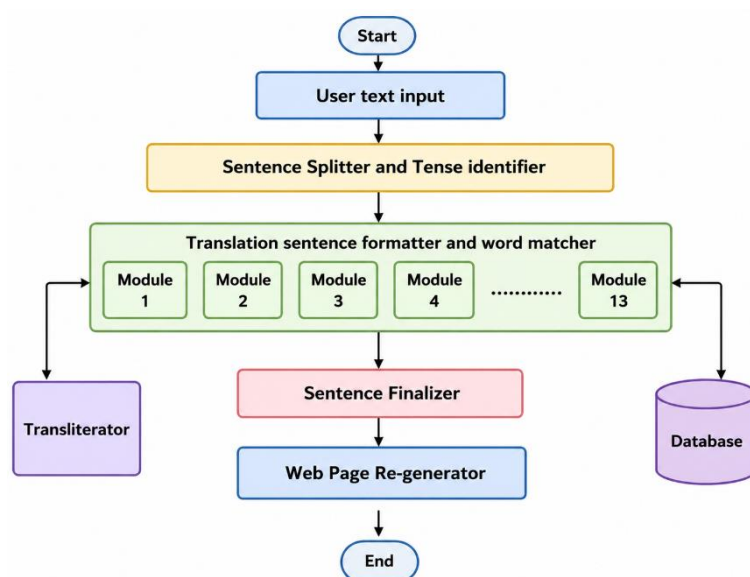 Start
User text input
Sentence Splitter and Tense identifier
Translation sentence formatter and word matcher
Module
1
Module
2
Module
3
Module
4
............
Module
13
Transliterator
Sentence Finalizer
Database
Web Page Re-generator
End